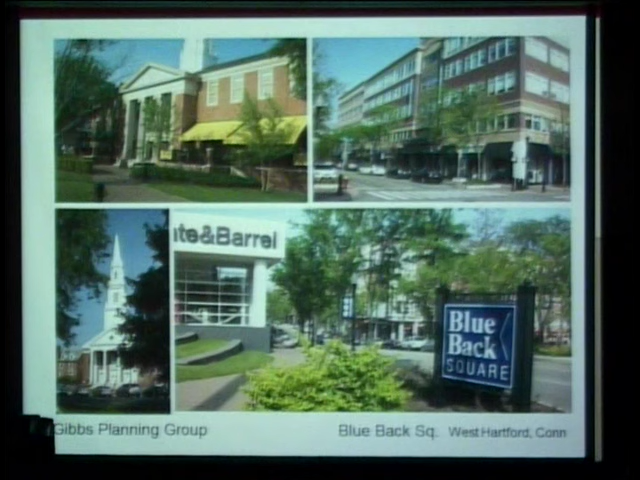 te&Barrel
Blue
Back
SQUARE
Gibbs Planning Group
Blue Back Sq. West Hartford, Conn